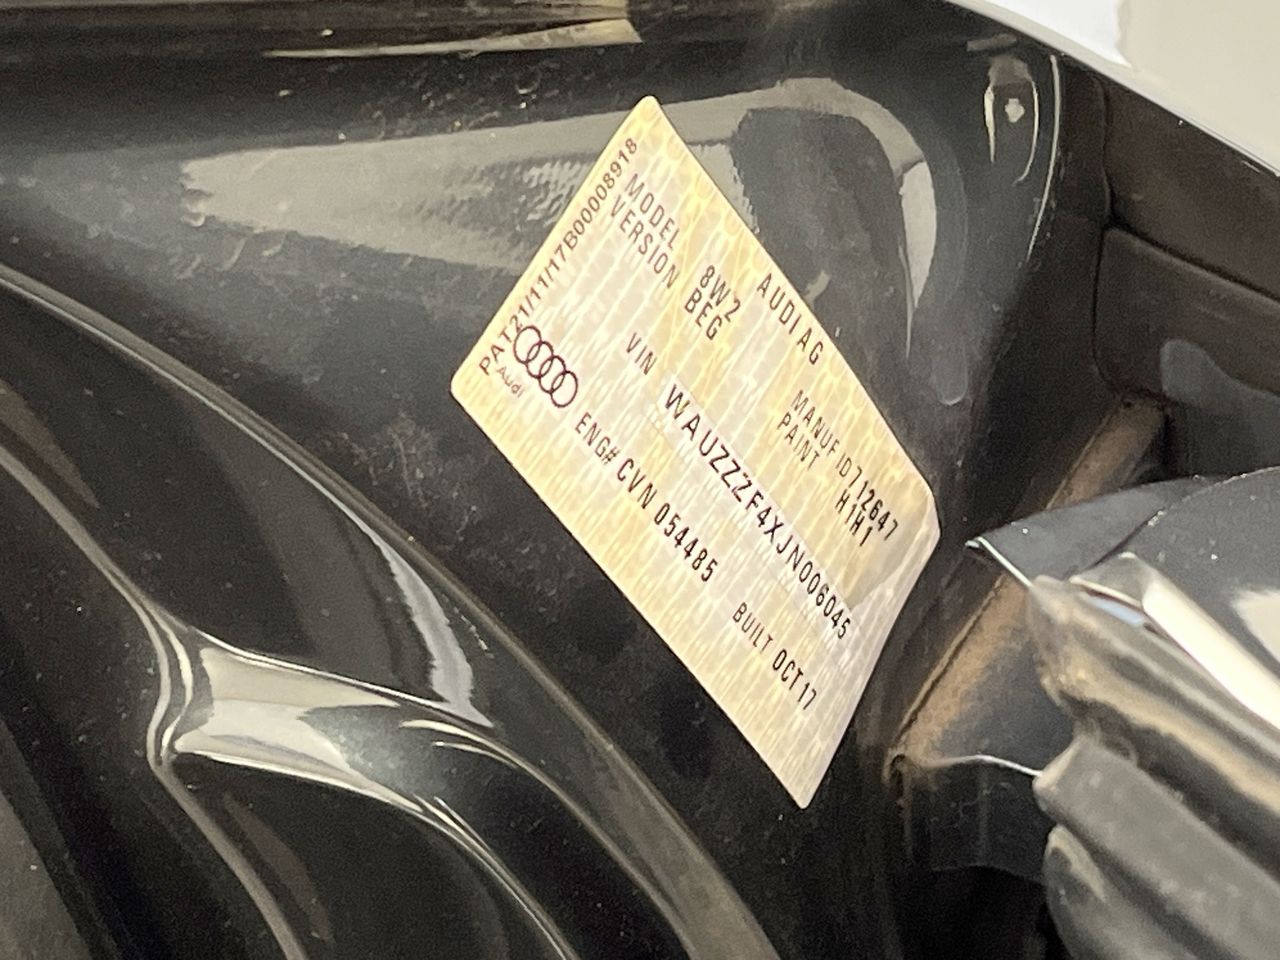 AUDI AG
MODEL 8W2 MANUF ID 712647
VERSION BEG PAINT H1H1
VIN WAUZZZF4XJN006045
ENG# CVN 054485 BUILT OCT 17
Audi
PAT21/11/17B00008918